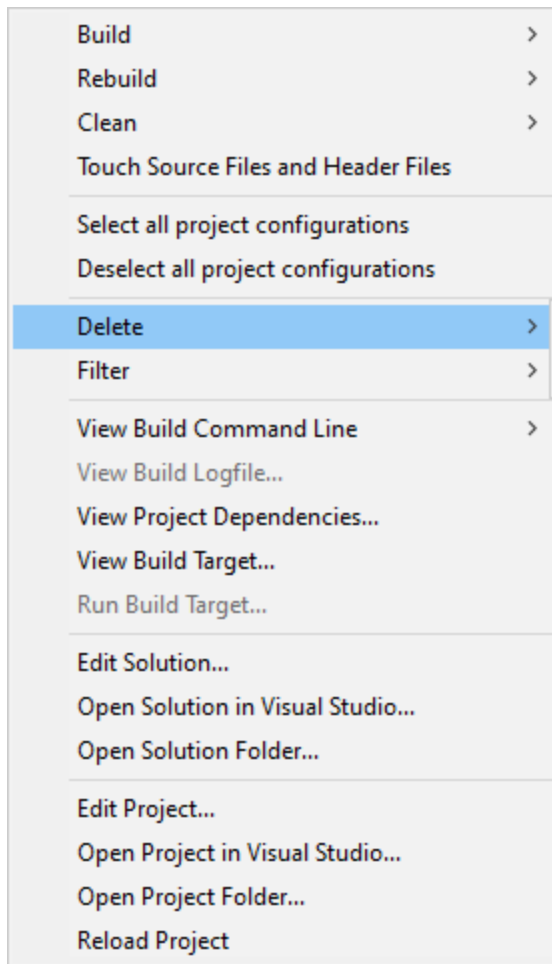 Build
Rebuild
Clean
Touch Source Files and Header Files
Select all project configurations
Deselect all project configurations
Delete
Filter
View Build Command Line
View Build Logfile...
View Project Dependencies...
View Build Target...
Run Build Target...
Edit Solution...
Open Solution in Visual Studio...
Open Solution Folder...
Edit Project...
Open Project in Visual Studio...
Open Project Folder...
Reload Project